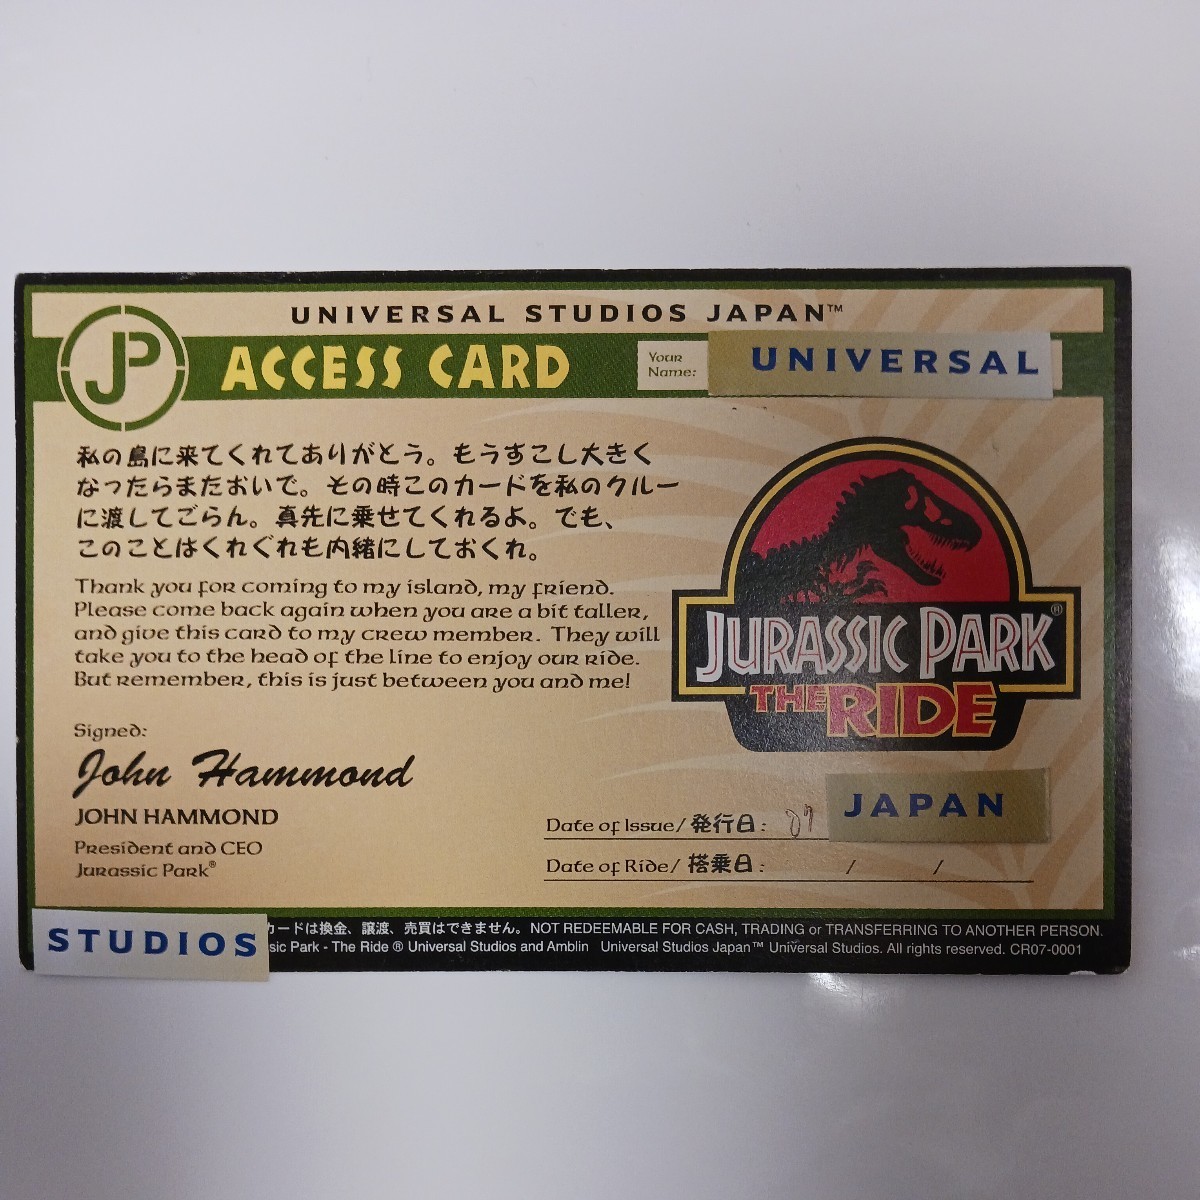 UNIVERSAL STUDIOS JAPAN™
JP
ACCESS CARD
Your
Name:
UNIVERSAL
私の島に来てくれてありがとう。もうすこし大きく
なったらまたおいで。その時このカードを私のクルー
に渡してごらん。真先に乗せてくれるよ。でも、
このことはくれぐれも内緒にしておくれ。
Thank you for coming to my island, my friend.
Please come back again when you are a bit taller,
and give this card to my crew member. They will
take you to the head of the line to enjoy our ride.
But remember, this is just between you and me!
JURASSIC PARK®
THE RIDE
Signed:
John Hammond
JOHN HAMMOND
President and CEO
Jurassic Park®
JAPAN
Date of Issue/発行日: 07
Date of Ride/搭乗日: / /
STUDIOS
カードは換金、譲渡、売買はできません。 NOT REDEEMABLE FOR CASH, TRADING or TRANSFERRING TO ANOTHER PERSON.
sic Park - The Ride ® Universal Studios and Amblin Universal Studios Japan™ Universal Studios. All rights reserved. CR07-0001